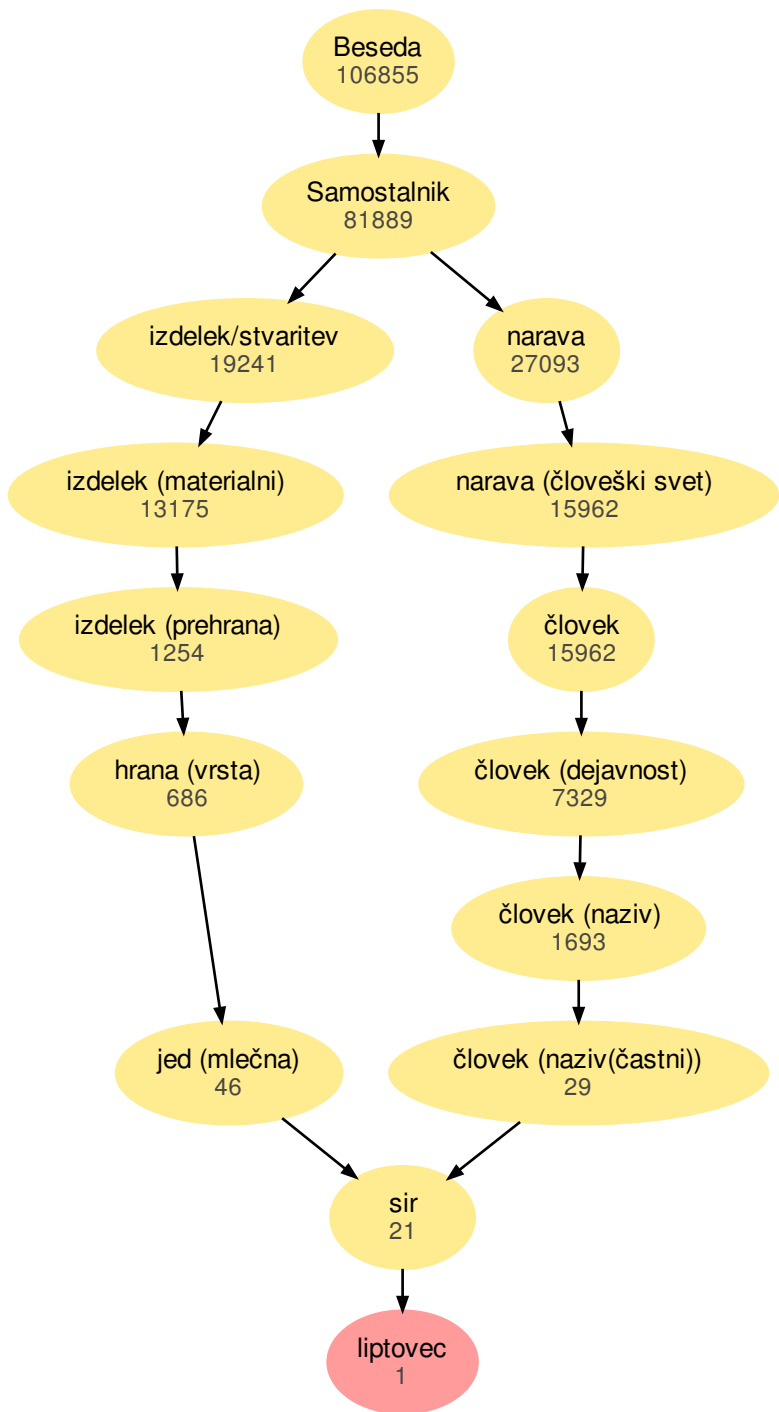 Beseda
106855
Samostalnik
81889
izdelek/stvaritev
19241
narava
27093
izdelek (materialni)
13175
narava (človeški svet)
15962
izdelek (prehrana)
1254
človek
15962
hrana (vrsta)
686
človek (dejavnost)
7329
človek (naziv)
1693
jed (mlečna)
46
človek (naziv(častni))
29
sir
21
liptovec
1